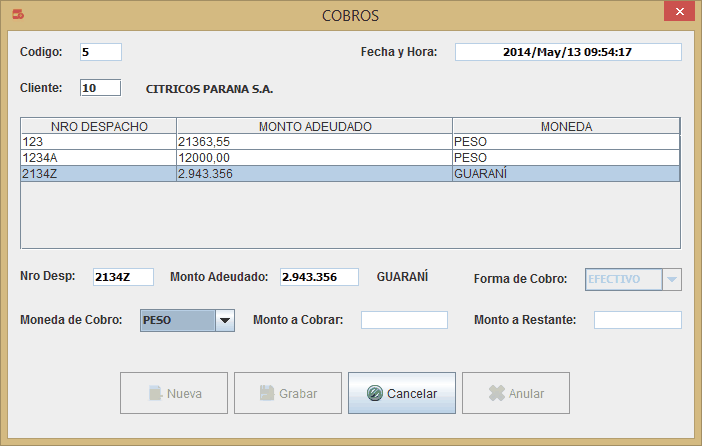 COBROS
Codigo: 5 Fecha y Hora: 2014/May/13 09:54:17
Cliente: 10 CITRICOS PARANA S.A.
NRO DESPACHO MONTO ADEUDADO MONEDA
123 21363,55 PESO
1234A 12000,00 PESO
2134Z 2.943.356 GUARANÍ
Nro Desp: 2134Z Monto Adeudado: 2.943.356 GUARANÍ Forma de Cobro: EFECTIVO
Moneda de Cobro: PESO Monto a Cobrar: Monto a Restante:
Nueva Grabar Cancelar Anular